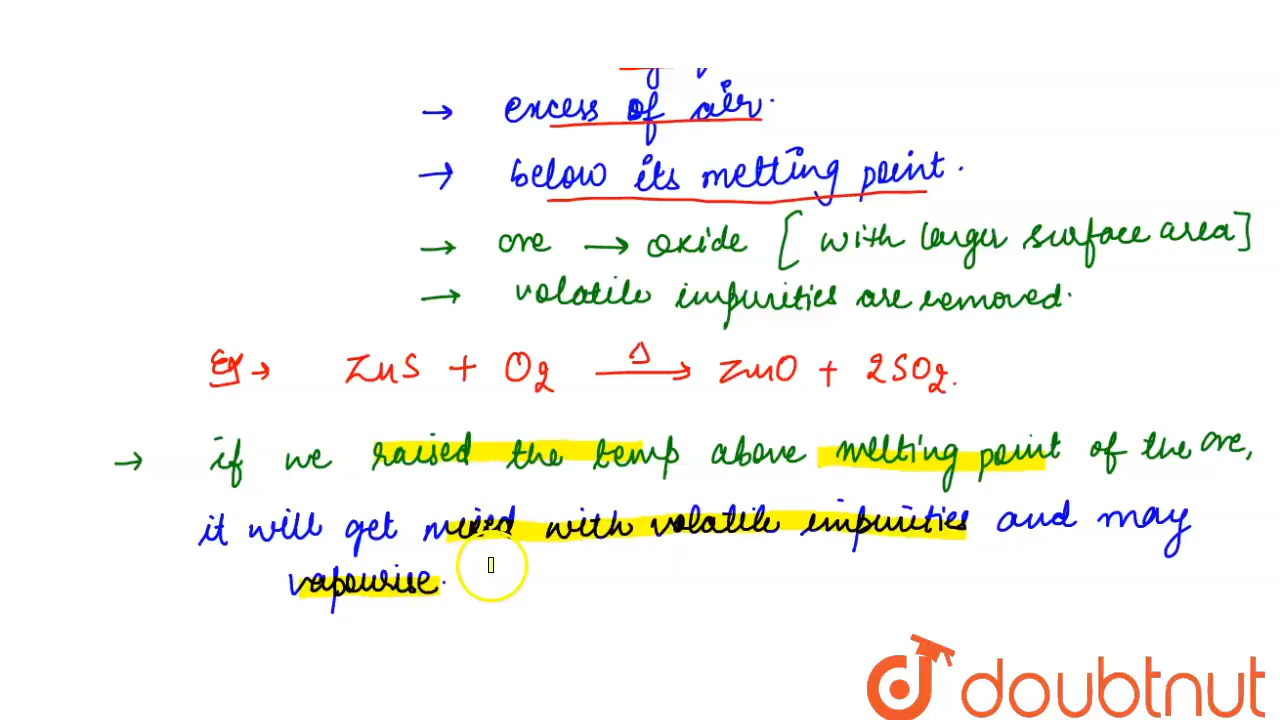 → excess of air.
→ below its melting point.
→ ore → oxide [with larger surface area]
→ volatile impurities are removed.
Eg → ZnS + O2 Δ→ ZnO + 2SO2.
→ if we raised the temp above melting point of the ore,
it will get mixed with volatile impurities and may
vapourise.
doubtnut